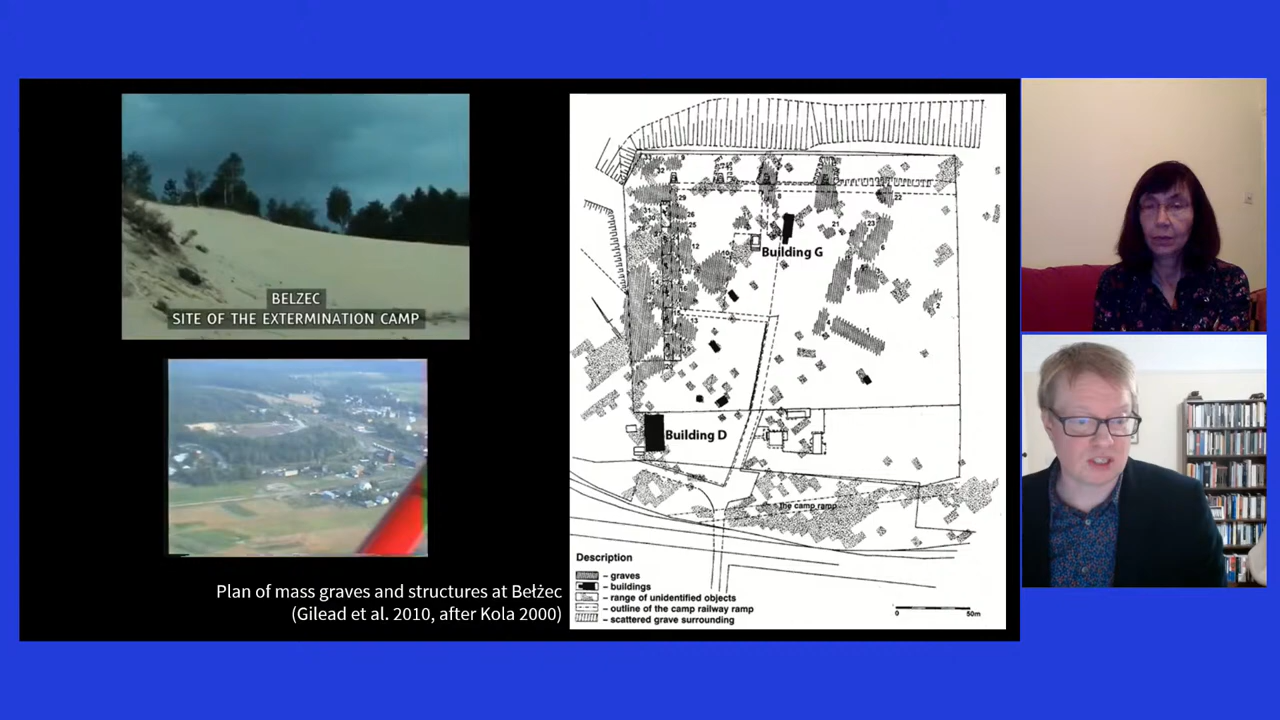 BELZEC
SITE OF THE EXTERMINATION CAMP
Plan of mass graves and structures at Bełżec
(Gilead et al. 2010, after Kola 2000)
Building G
Building D
The camp ramp
Description
– graves
– buildings
– range of unidentified objects
– outline of the camp railway ramp
– scattered grave surrounding
0 50m